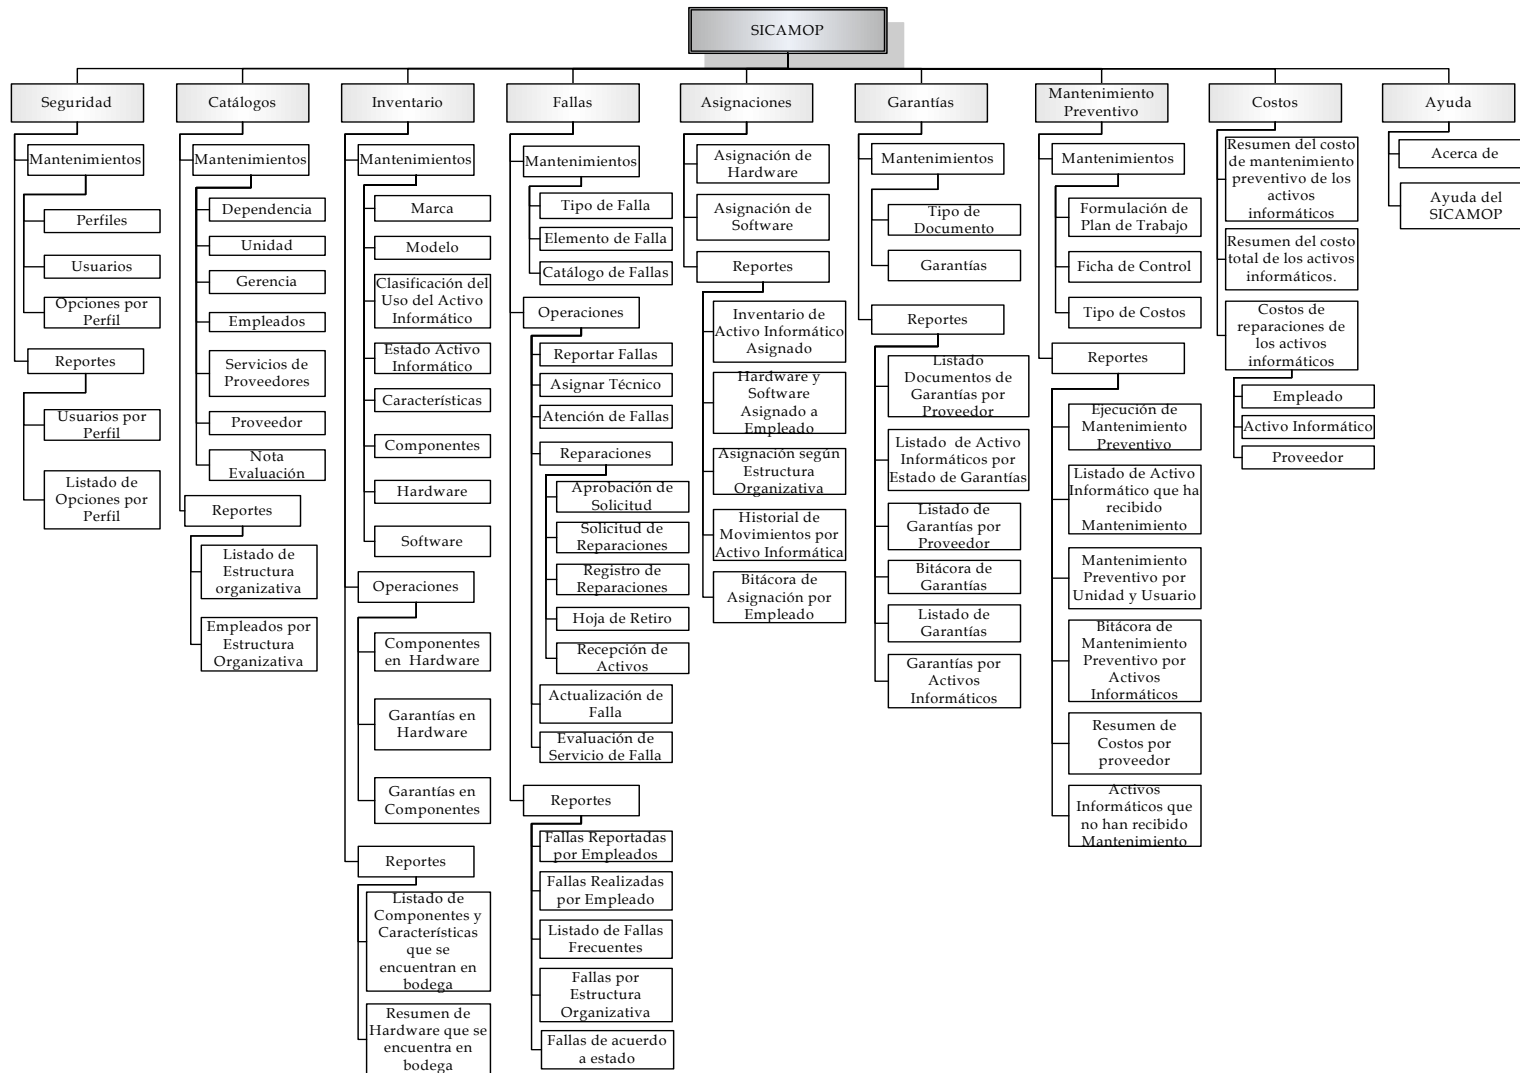 SICAMOP
Seguridad
Mantenimientos
Perfiles
Usuarios
Opciones por
Perfil
Reportes
Usuarios por
Perfil
Listado de
Opciones por
Perfil
Catálogos
Mantenimientos
Dependencia
Unidad
Gerencia
Empleados
Servicios de
Proveedores
Proveedor
Nota
Evaluación
Reportes
Listado de
Estructura
organizativa
Empleados por
Estructura
Organizativa
Inventario
Mantenimientos
Marca
Modelo
Clasificación del
Uso del Activo
Informático
Estado Activo
Informático
Características
Componentes
Hardware
Software
Operaciones
Componentes
en Hardware
Garantías en
Hardware
Garantías en
Componentes
Reportes
Listado de
Componentes y
Características
que se
encuentran en
bodega
Resumen de
Hardware que se
encuentra en
bodega
Fallas
Mantenimientos
Tipo de Falla
Elemento de Falla
Catálogo de Fallas
Operaciones
Reportar Fallas
Asignar Técnico
Atención de Fallas
Reparaciones
Aprobación de
Solicitud
Solicitud de
Reparaciones
Registro de
Reparaciones
Hoja de Retiro
Recepción de
Activos
Actualización de
Falla
Evaluación de
Servicio de Falla
Reportes
Fallas Reportadas
por Empleados
Fallas Realizadas
por Empleado
Listado de Fallas
Frecuentes
Fallas por
Estructura
Organizativa
Fallas de acuerdo
a estado
Asignaciones
Asignación de
Hardware
Asignación de
Software
Reportes
Inventario de
Activo Informático
Asignado
Hardware y
Software
Asignado a
Empleado
Asignación según
Estructura
Organizativa
Historial de
Movimientos por
Activo Informática
Bitácora de
Asignación por
Empleado
Garantías
Mantenimientos
Tipo de
Documento
Garantías
Reportes
Listado
Documentos de
Garantías por
Proveedor
Listado de Activo
Informáticos por
Estado de Garantías
Listado de
Garantías por
Proveedor
Bitácora de
Garantías
Listado de
Garantías
Garantías por
Activos
Informáticos
Mantenimiento
Preventivo
Mantenimientos
Formulación de
Plan de Trabajo
Ficha de Control
Tipo de Costos
Reportes
Ejecución de
Mantenimiento
Preventivo
Listado de Activo
Informático que ha
recibido
Mantenimiento
Mantenimiento
Preventivo por
Unidad y Usuario
Bitácora de
Mantenimiento
Preventivo por
Activos
Informáticos
Resumen de
Costos por
proveedor
Activos
Informáticos que
no han recibido
Mantenimiento
Costos
Resumen del costo
de mantenimiento
preventivo de los
activos
informáticos
Resumen del costo
total de los activos
informáticos.
Costos de
reparaciones de
los activos
informáticos
Empleado
Activo Informático
Proveedor
Ayuda
Acerca de
Ayuda del
SICAMOP